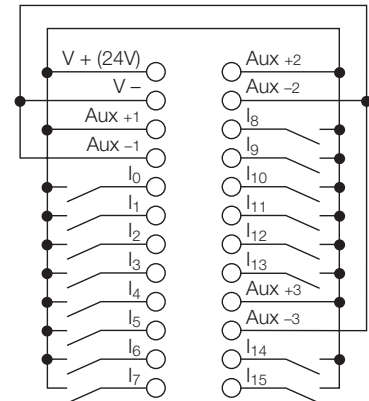 V + (24V)
V –
Aux +1
Aux –1
I0
I1
I2
I3
I4
I5
I6
I7
Aux +2
Aux –2
I8
I9
I10
I11
I12
I13
Aux +3
Aux –3
I14
I15